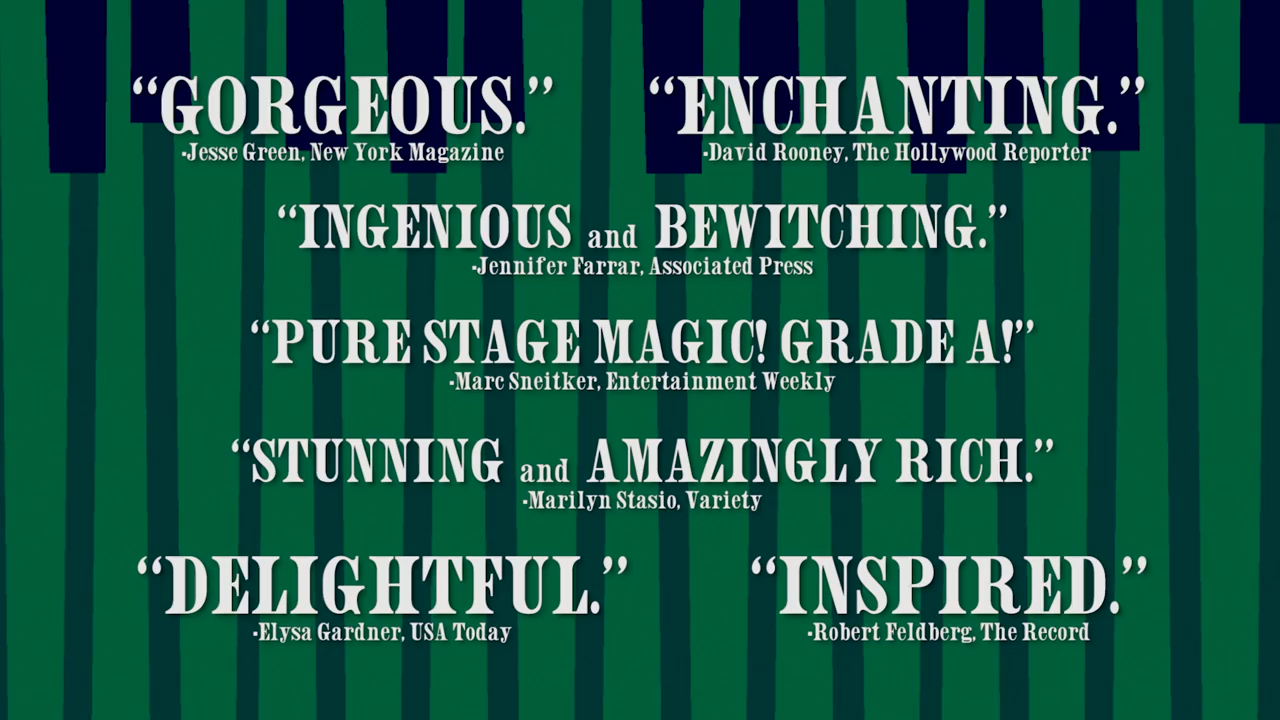 “GORGEOUS.”
-Jesse Green, New York Magazine
“ENCHANTING.”
-David Rooney, The Hollywood Reporter
“INGENIOUS and BEWITCHING.”
-Jennifer Farrar, Associated Press
“PURE STAGE MAGIC! GRADE A!”
-Marc Sneitker, Entertainment Weekly
“STUNNING and AMAZINGLY RICH.”
-Marilyn Stasio, Variety
“DELIGHTFUL.”
-Elysa Gardner, USA Today
“INSPIRED.”
-Robert Feldberg, The Record